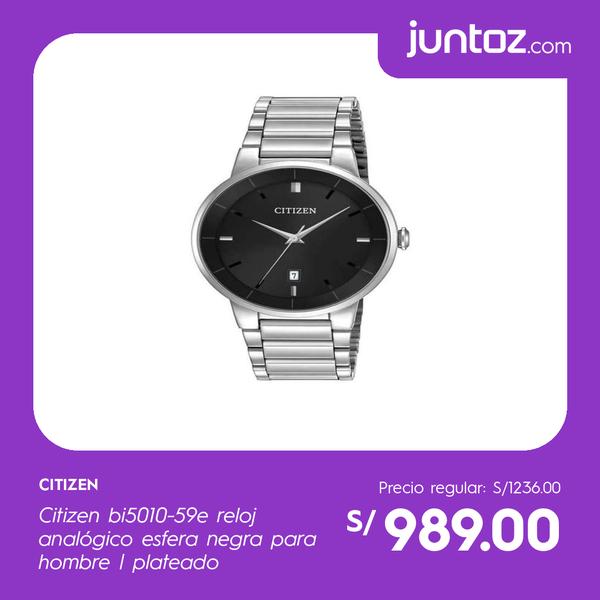 juntoz.com
CITIZEN
7
CITIZEN
Citizen bi5010-59e reloj
analógico esfera negra para
hombre | plateado
Precio regular: S/1236.00
S/ 989.00